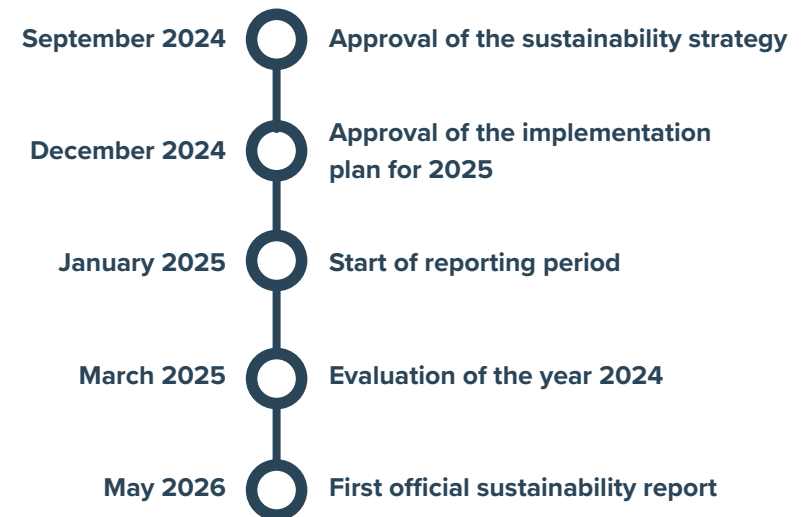 September 2024
Approval of the sustainability strategy
December 2024
Approval of the implementation
plan for 2025
January 2025
Start of reporting period
March 2025
Evaluation of the year 2024
May 2026
First official sustainability report